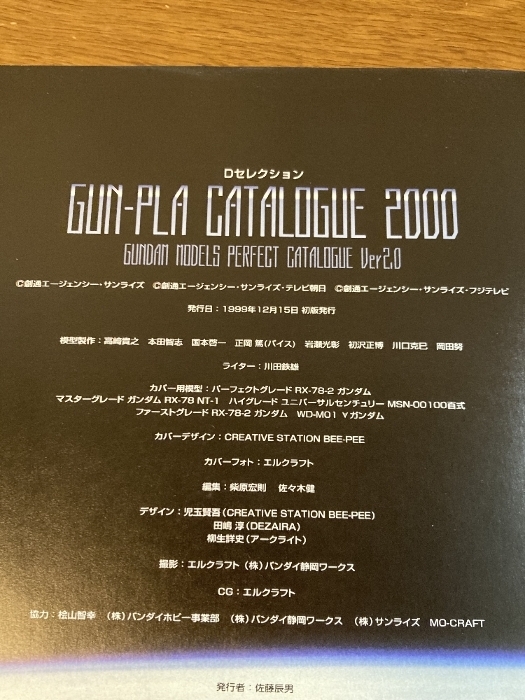 Dセレクション
GUN-PLA CATALOGUE 2000
GUNDAM MODELS PERFECT CATALOGUE Ver2.0
©創通エージェンシー・サンライズ ©創通エージェンシー・サンライズ・テレビ朝日 ©創通エージェンシー・サンライズ・フジテレビ
発行日：1999年12月15日 初版発行
模型製作：高崎貴之 本田智志 国本啓一 正岡 篤(パイス) 岩瀬光彰 初沢正博 川口克巳 岡田努
ライター：川田鉄雄
カバー用模型：パーフェクトグレード RX-78-2 ガンダム
マスターグレード ガンダム RX-78 NT-1 ハイグレード ユニバーサルセンチュリー MSN-00100百式
ファーストグレード RX-78-2 ガンダム WD-M01 ∀ガンダム
カバーデザイン：CREATIVE STATION BEE-PEE
カバーフォト：エルクラフト
編集：柴原宏則 佐々木健
デザイン：児玉賢吾(CREATIVE STATION BEE-PEE)
田嶋 淳(DEZAIRA)
柳生詳史(アークライト)
撮影：エルクラフト (株)バンダイ静岡ワークス
CG：エルクラフト
協力：桧山智幸 (株)バンダイホビー事業部 (株)バンダイ静岡ワークス (株)サンライズ MO-CRAFT
発行者：佐藤辰男